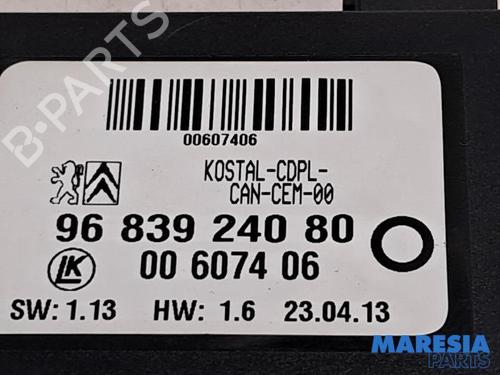 B-PARTS
00607406
KOSTAL-CDPL-
CAN-CEM-00
96 839 240 80
LK
00 6074 06
SW: 1.13 HW: 1.6 23.04.13
MARESIA
PARTS